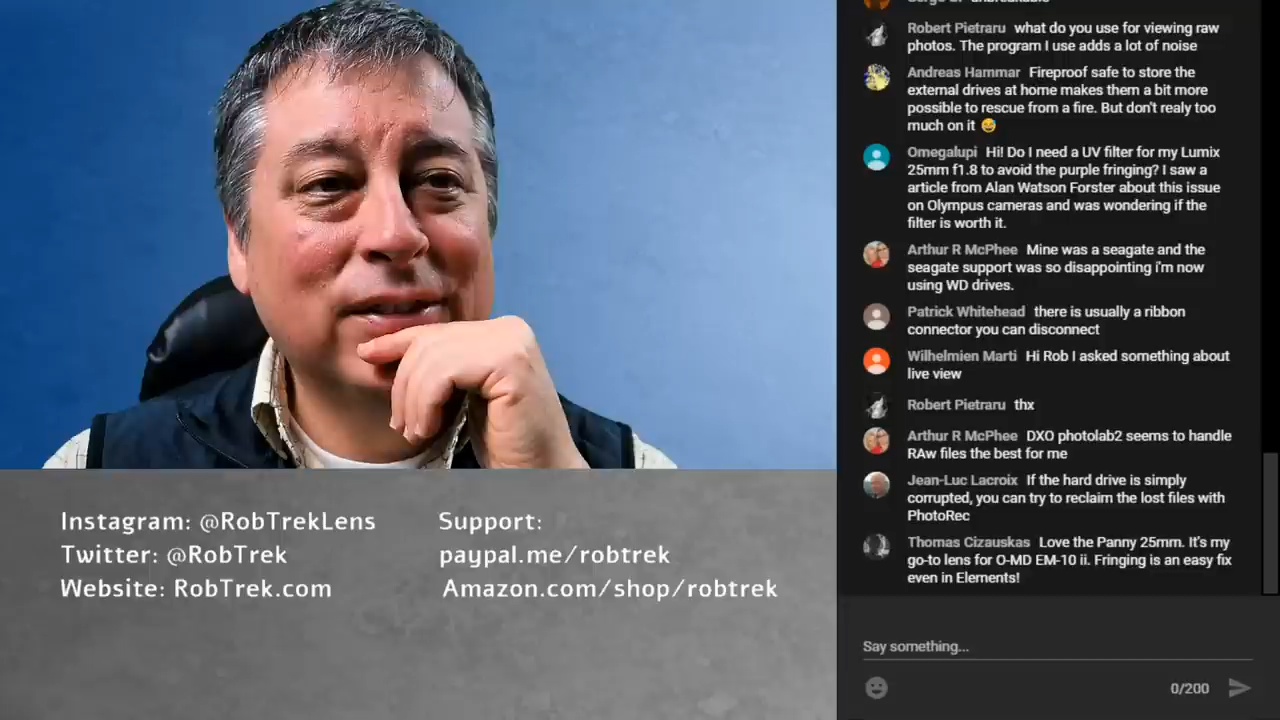 Instagram: @RobTrekLens
Twitter: @RobTrek
Website: RobTrek.com
Support:
paypal.me/robtrek
Amazon.com/shop/robtrek
Robert Pietraru what do you use for viewing raw
photos. The program I use adds a lot of noise
Andreas Hammar Fireproof safe to store the
external drives at home makes them a bit more
possible to rescue from a fire. But don't realy too
much on it 😅
Omegalupi Hi! Do I need a UV filter for my Lumix
25mm f1.8 to avoid the purple fringing? I saw a
article from Alan Watson Forster about this issue
on Olympus cameras and was wondering if the
filter is worth it.
Arthur R McPhee Mine was a seagate and the
seagate support was so disappointing i'm now
using WD drives.
Patrick Whitehead there is usually a ribbon
connector you can disconnect
Wilhelmien Marti Hi Rob I asked something about
live view
Robert Pietraru thx
Arthur R McPhee DXO photolab2 seems to handle
RAw files the best for me
Jean-Luc Lacroix If the hard drive is simply
corrupted, you can try to reclaim the lost files with
PhotoRec
Thomas Cizauskas Love the Panny 25mm. It's my
go-to lens for O-MD EM-10 ii. Fringing is an easy fix
even in Elements!
Say something...
0/200